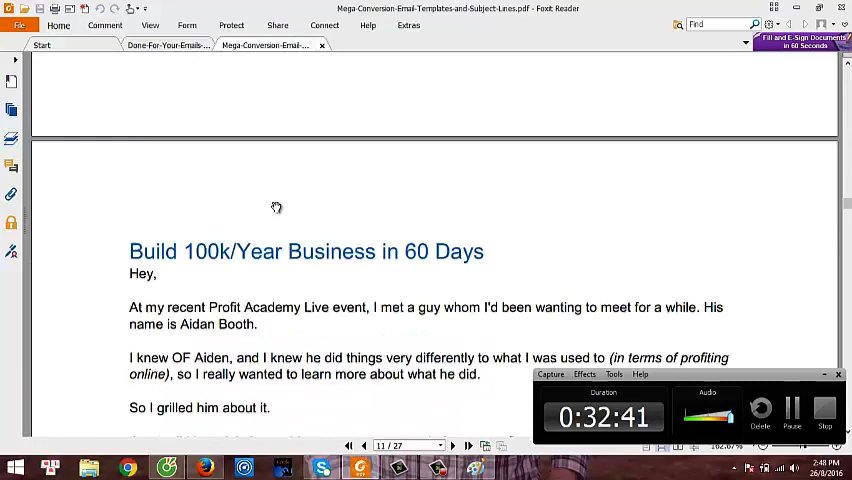 Mega-Conversion-Email-Templates-and-Subject-Lines.pdf - Foxit Reader
File Home Comment View Form Protect Share Connect Help Extras
Find
Start Done-For-Your-Emails-... Mega-Conversion-Email-...
Fill and E-Sign Documents
in 60 Seconds
Build 100k/Year Business in 60 Days
Hey,
At my recent Profit Academy Live event, I met a guy whom I'd been wanting to meet for a while. His
name is Aidan Booth.
I knew OF Aiden, and I knew he did things very differently to what I was used to (in terms of profiting
online), so I really wanted to learn more about what he did.
So I grilled him about it.
Capture Effects Tools Help
Duration
0:32:41
Audio
Delete Pause Stop
11 / 27
162.67%
2:48 PM
26/8/2016